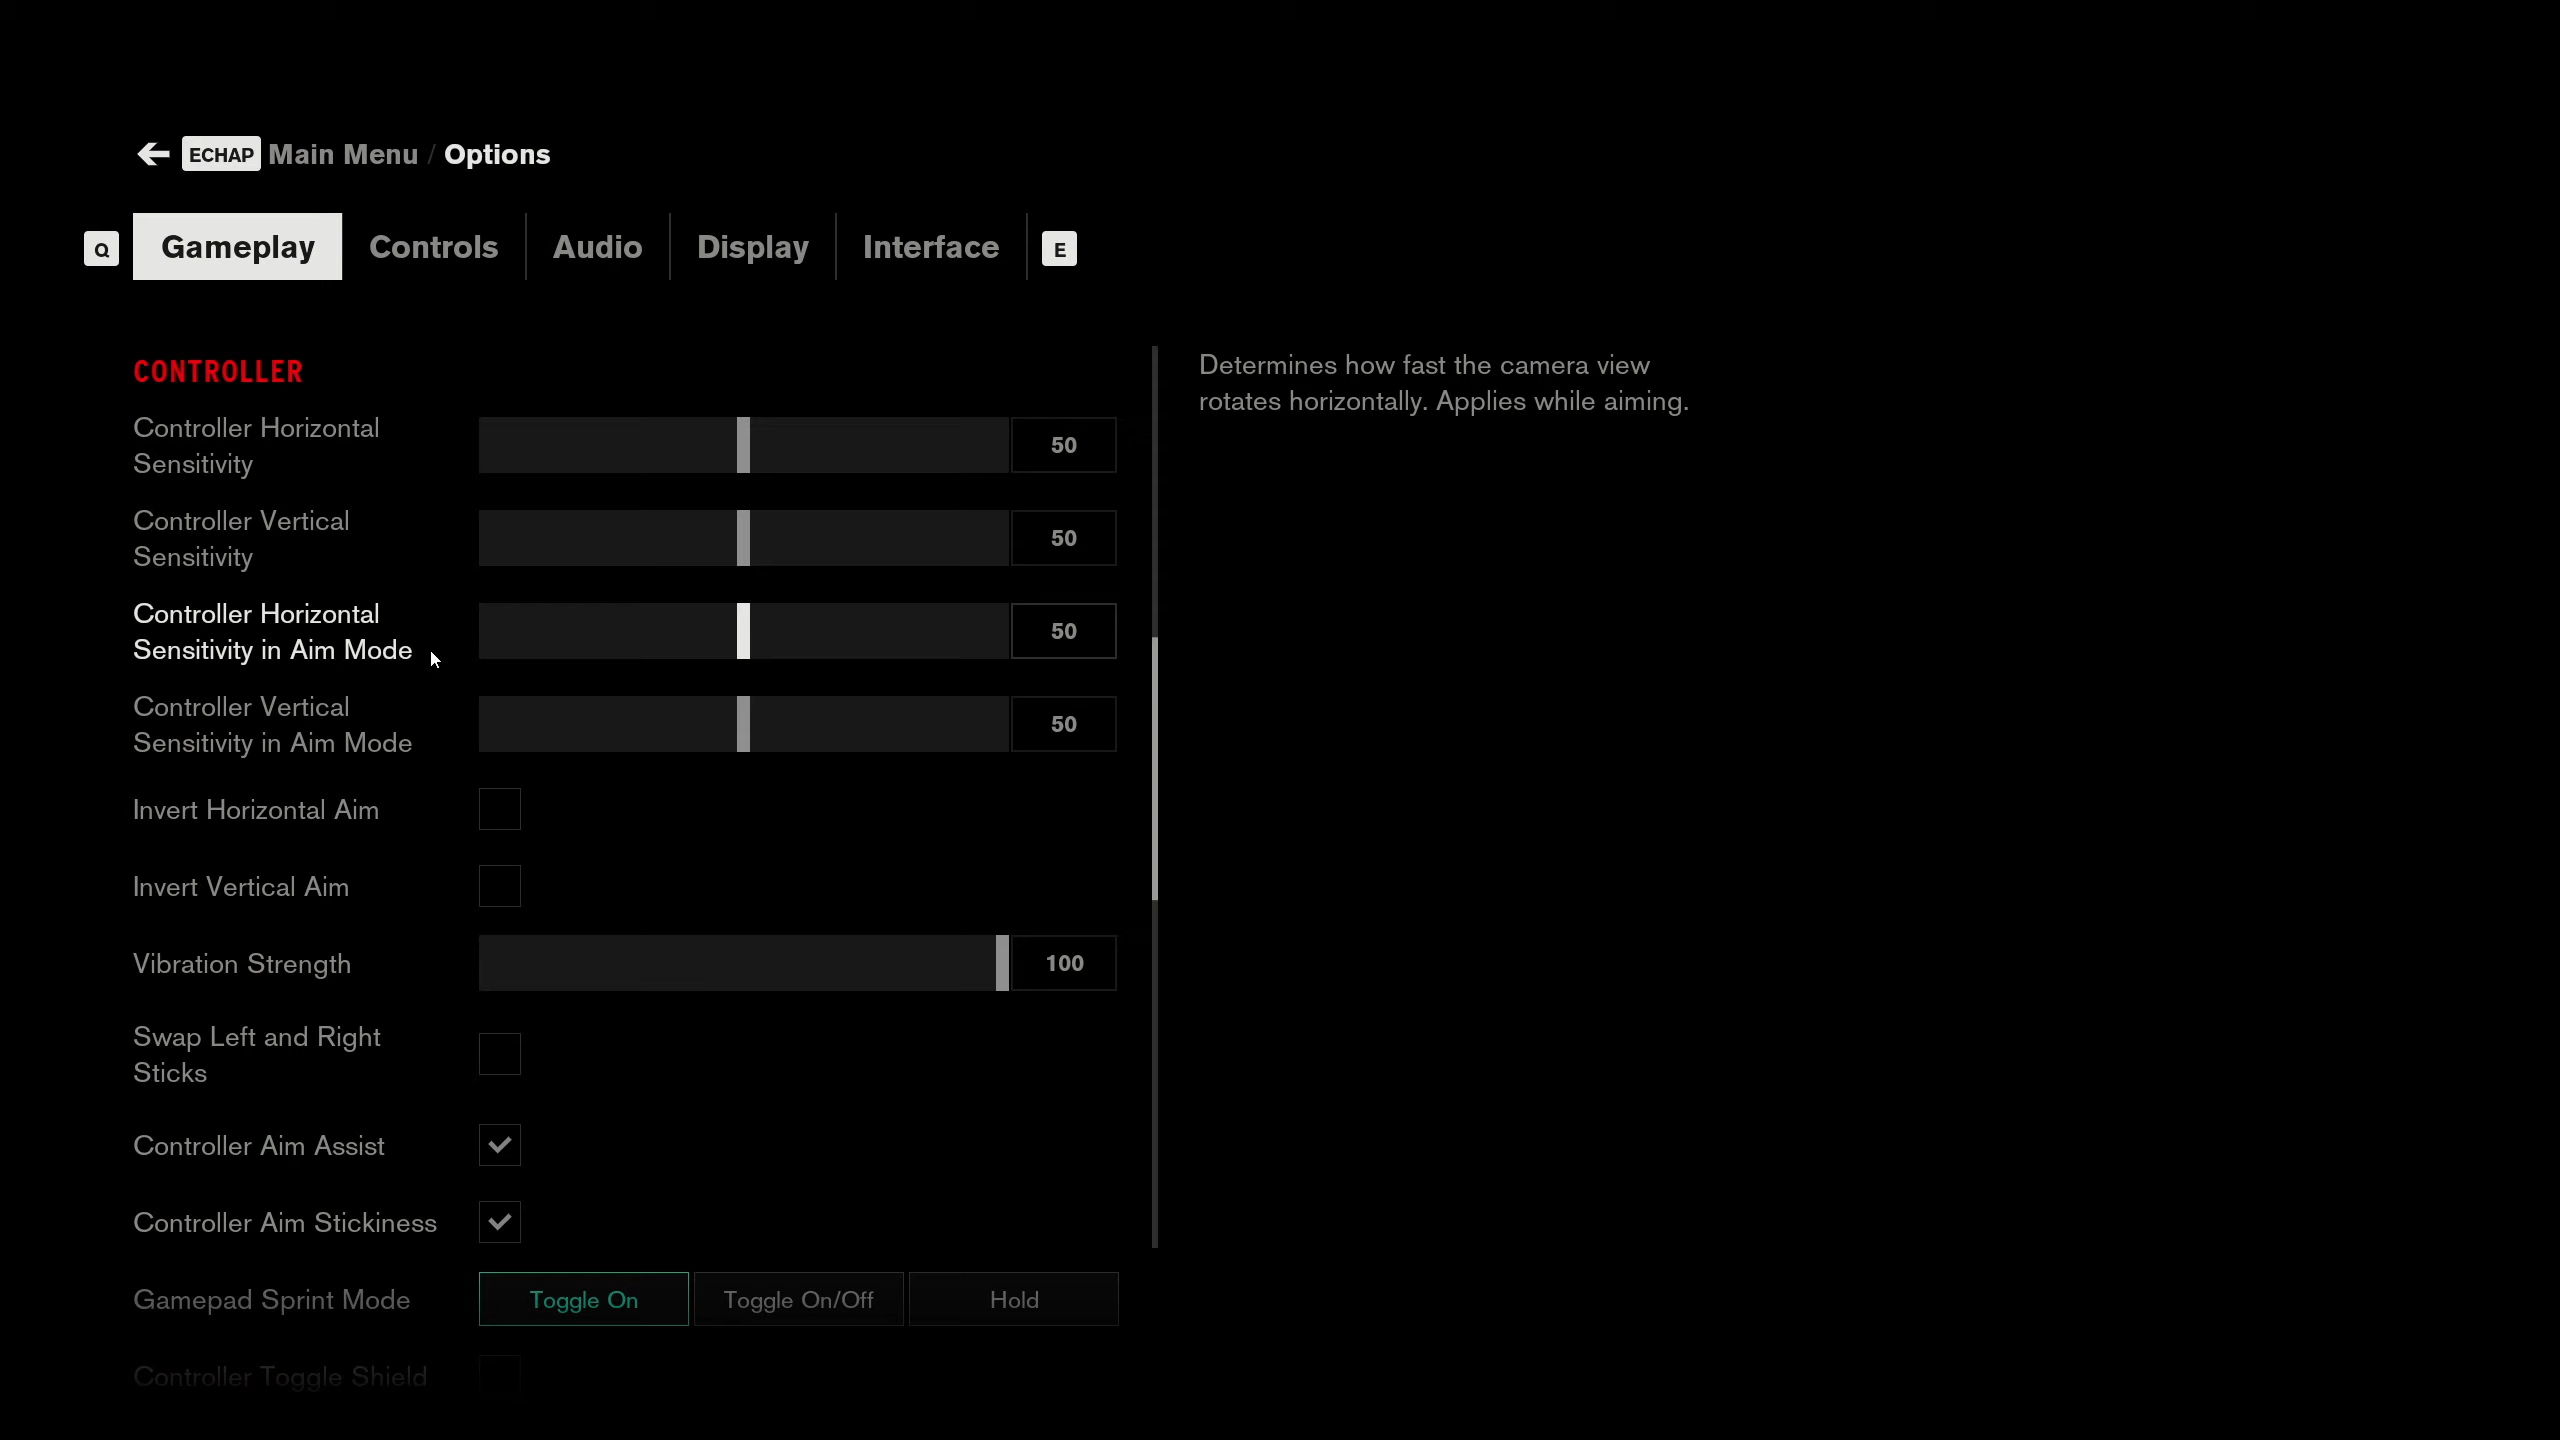 ECHAP Main Menu / Options
Q Gameplay Controls Audio Display Interface E
CONTROLLER
Determines how fast the camera view
rotates horizontally. Applies while aiming.
Controller Horizontal
Sensitivity
50
Controller Vertical
Sensitivity
50
Controller Horizontal
Sensitivity in Aim Mode
50
Controller Vertical
Sensitivity in Aim Mode
50
Invert Horizontal Aim
Invert Vertical Aim
Vibration Strength
100
Swap Left and Right
Sticks
Controller Aim Assist
Controller Aim Stickiness
Gamepad Sprint Mode Toggle On Toggle On/Off Hold
Controller Toggle Shield